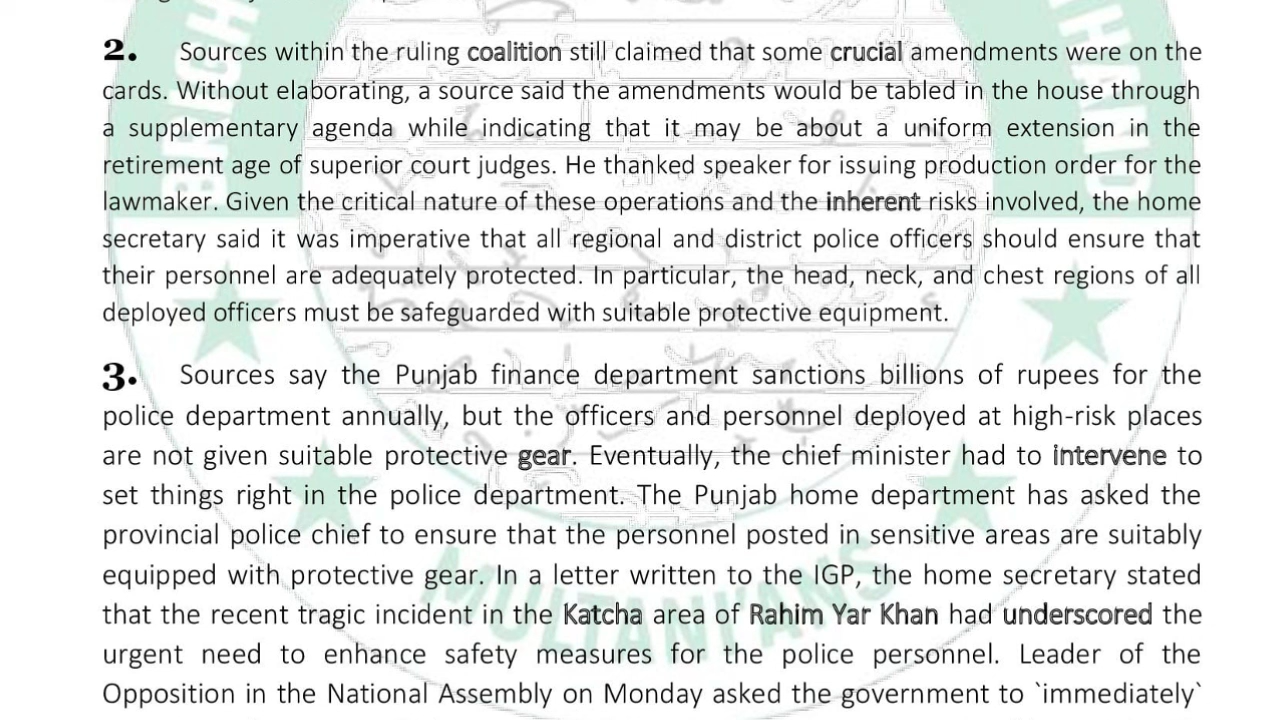 2. Sources within the ruling coalition still claimed that some crucial amendments were on the
cards. Without elaborating, a source said the amendments would be tabled in the house through
a supplementary agenda while indicating that it may be about a uniform extension in the
retirement age of superior court judges. He thanked speaker for issuing production order for the
lawmaker. Given the critical nature of these operations and the inherent risks involved, the home
secretary said it was imperative that all regional and district police officers should ensure that
their personnel are adequately protected. In particular, the head, neck, and chest regions of all
deployed officers must be safeguarded with suitable protective equipment.
3. Sources say the Punjab finance department sanctions billions of rupees for the
police department annually, but the officers and personnel deployed at high-risk places
are not given suitable protective gear. Eventually, the chief minister had to intervene to
set things right in the police department. The Punjab home department has asked the
provincial police chief to ensure that the personnel posted in sensitive areas are suitably
equipped with protective gear. In a letter written to the IGP, the home secretary stated
that the recent tragic incident in the Katcha area of Rahim Yar Khan had underscored the
urgent need to enhance safety measures for the police personnel. Leader of the
Opposition in the National Assembly on Monday asked the government to `immediately`
MULTANI'ANS